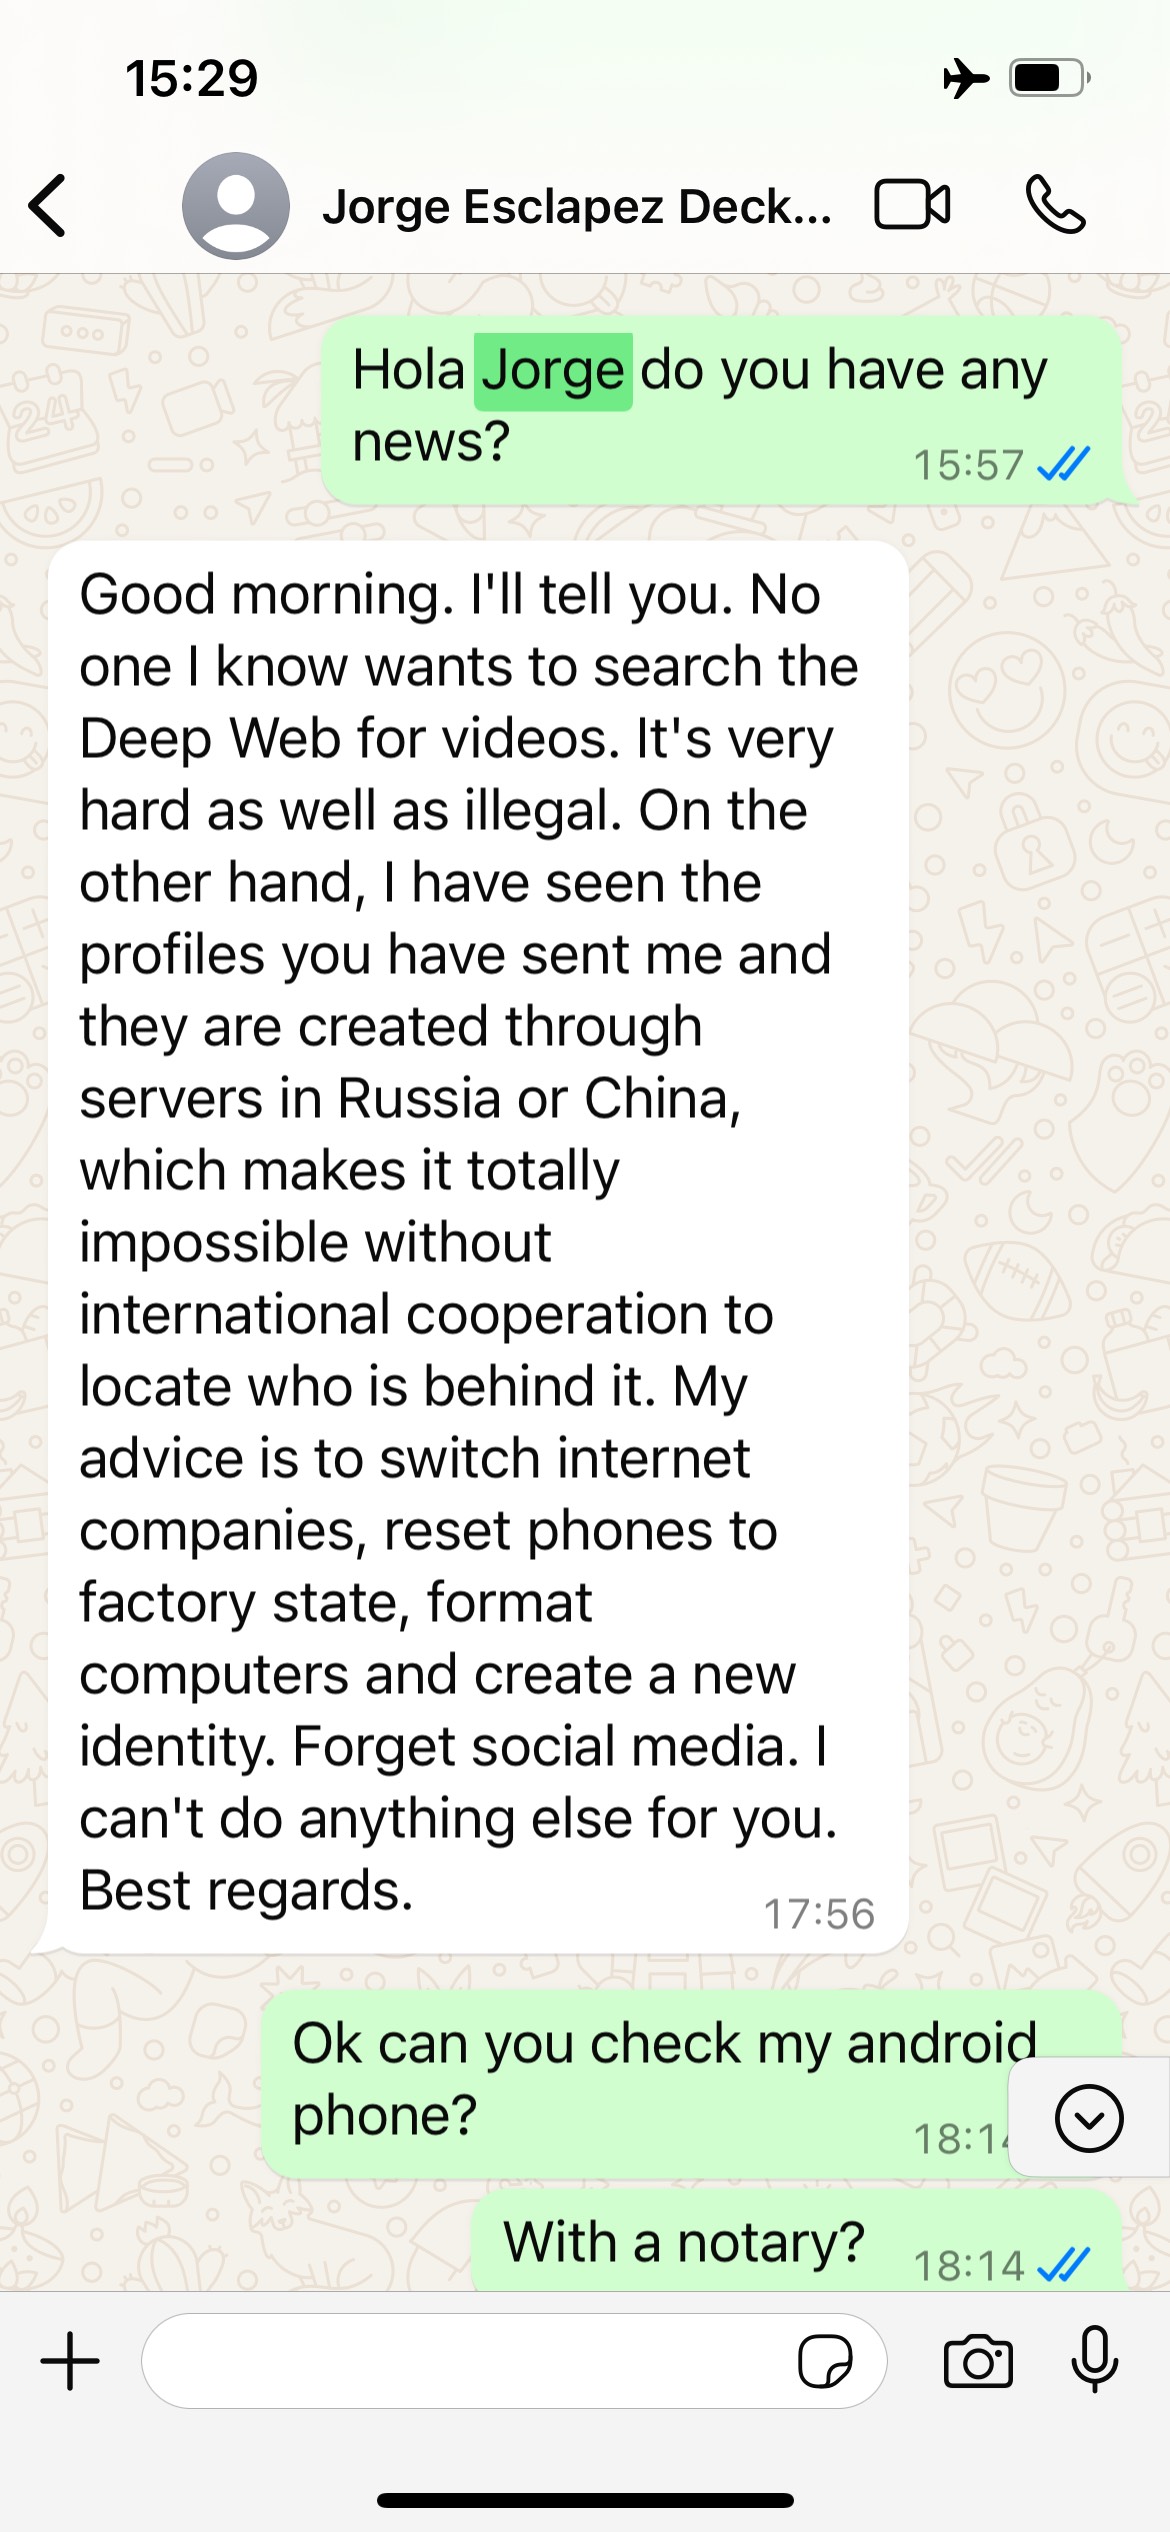 15:29
Jorge Esclapez Deck...
Hola Jorge do you have any
news?
15:57
Good morning. I'll tell you. No
one I know wants to search the
Deep Web for videos. It's very
hard as well as illegal. On the
other hand, I have seen the
profiles you have sent me and
they are created through
servers in Russia or China,
which makes it totally
impossible without
international cooperation to
locate who is behind it. My
advice is to switch internet
companies, reset phones to
factory state, format
computers and create a new
identity. Forget social media. I
can't do anything else for you.
Best regards.
17:56
Ok can you check my android
phone?
With a notary?
18:14